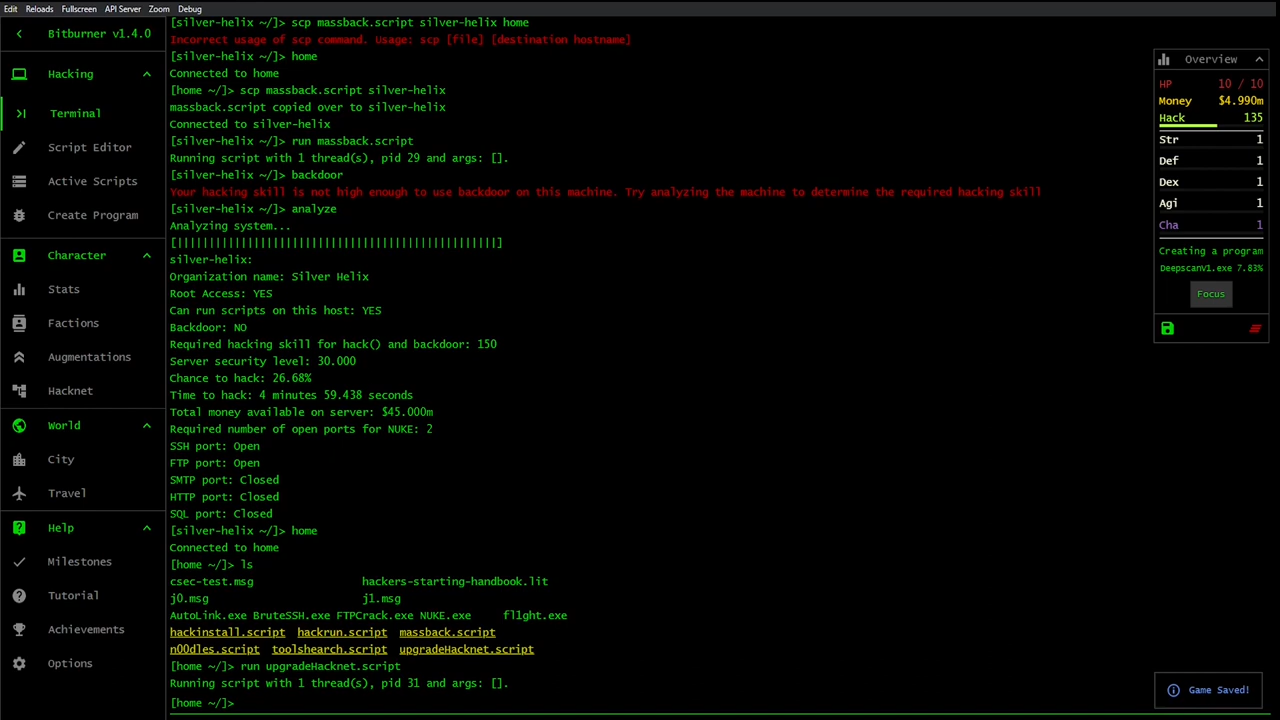 Edit Reloads Fullscreen API Server Zoom Debug
Bitburner v1.4.0
Hacking
Terminal
Script Editor
Active Scripts
Create Program
Character
Stats
Factions
Augmentations
Hacknet
World
City
Travel
Help
Milestones
Tutorial
Achievements
Options
[silver-helix ~/]> scp massback.script silver-helix home
Incorrect usage of scp command. Usage: scp [file] [destination hostname]
[silver-helix ~/]> home
Connected to home
[home ~/]> scp massback.script silver-helix
massback.script copied over to silver-helix
Connected to silver-helix
[silver-helix ~/]> run massback.script
Running script with 1 thread(s), pid 29 and args: [].
[silver-helix ~/]> backdoor
Your hacking skill is not high enough to use backdoor on this machine. Try analyzing the machine to determine the required hacking skill
[silver-helix ~/]> analyze
Analyzing system...
[||||||||||||||||||||||||||||||||||||||||||||||||||]
silver-helix:
Organization name: Silver Helix
Root Access: YES
Can run scripts on this host: YES
Backdoor: NO
Required hacking skill for hack() and backdoor: 150
Server security level: 30.000
Chance to hack: 26.68%
Time to hack: 4 minutes 59.438 seconds
Total money available on server: $45.000m
Required number of open ports for NUKE: 2
SSH port: Open
FTP port: Open
SMTP port: Closed
HTTP port: Closed
SQL port: Closed
[silver-helix ~/]> home
Connected to home
[home ~/]> ls
csec-test.msg hackers-starting-handbook.lit
j0.msg j1.msg
AutoLink.exe BruteSSH.exe FTPCrack.exe NUKE.exe fl1ght.exe
hackinstall.script hackrun.script massback.script
n00dles.script toolshearch.script upgradeHacknet.script
[home ~/]> run upgradeHacknet.script
Running script with 1 thread(s), pid 31 and args: [].
[home ~/]>
Overview
HP 10 / 10
Money $4.990m
Hack 135
Str 1
Def 1
Dex 1
Agi 1
Cha 1
Creating a program
DeepscanV1.exe 7.83%
Focus
Game Saved!